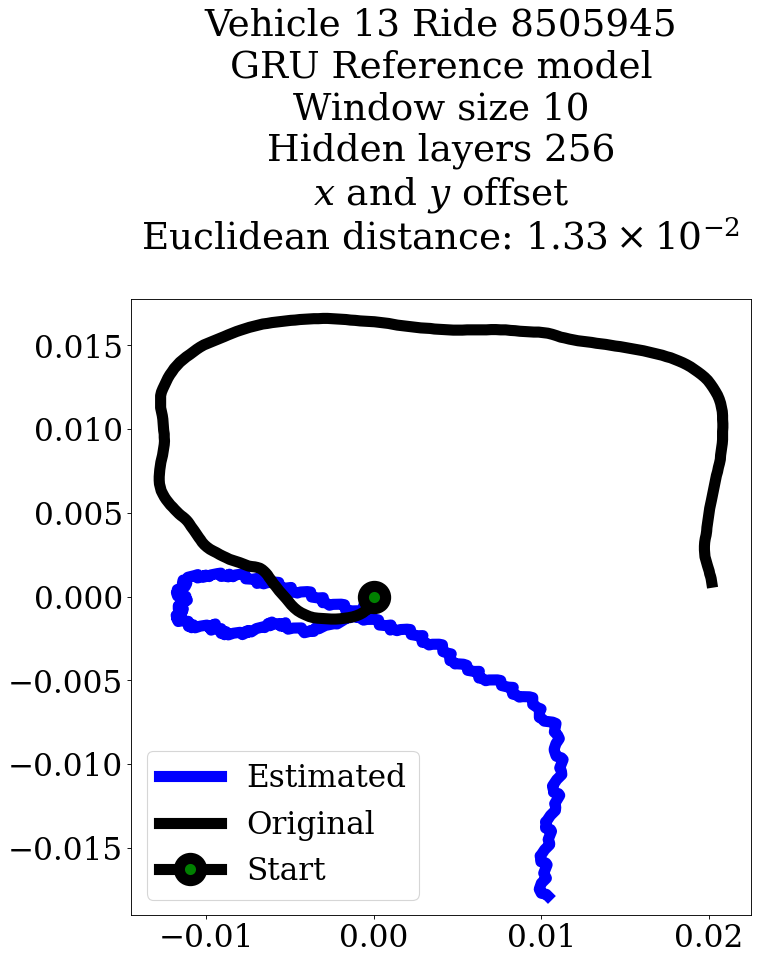 Vehicle 13 Ride 8505945
GRU Reference model
Window size 10
Hidden layers 256
x and y offset
Euclidean distance: 1.33 × 10⁻²
0.015
0.010
0.005
0.000
−0.005
−0.010
−0.015
Estimated
Original
Start
−0.01
0.00
0.01
0.02